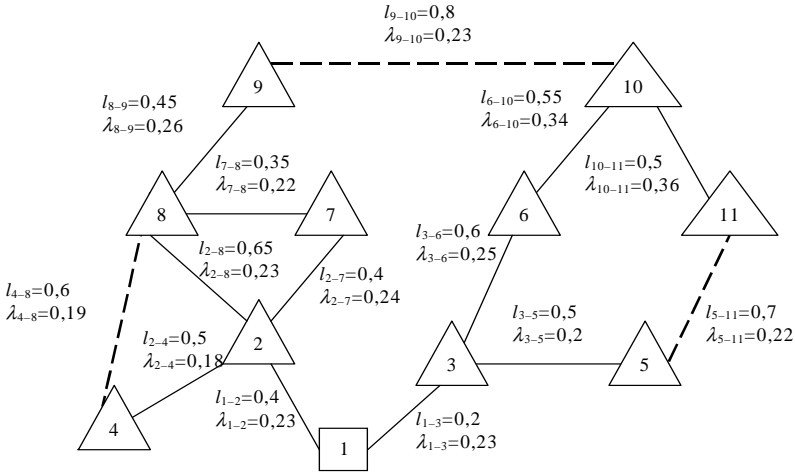 l9–10=0,8
λ9–10=0,23
9
10
l8–9=0,45
λ8–9=0,26
l6–10=0,55
λ6–10=0,34
l7–8=0,35
λ7–8=0,22
l10–11=0,5
λ10–11=0,36
8
7
6
11
l2–8=0,65
λ2–8=0,23
l3–6=0,6
λ3–6=0,25
l4–8=0,6
λ4–8=0,19
l2–7=0,4
λ2–7=0,24
l3–5=0,5
λ3–5=0,2
l5–11=0,7
λ5–11=0,22
l2–4=0,5
λ2–4=0,18
2
3
5
l1–2=0,4
λ1–2=0,23
l1–3=0,2
λ1–3=0,23
4
1